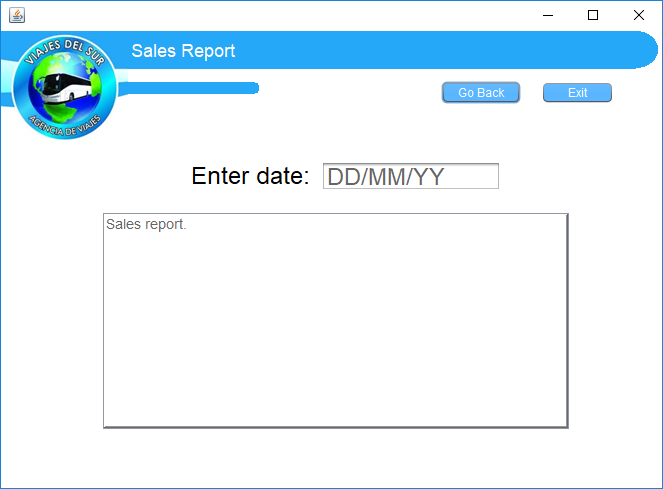 VIAJES DEL SUR
AGENCIA DE VIAJES
Sales Report
Go Back
Exit
Enter date:
DD/MM/YY
Sales report.